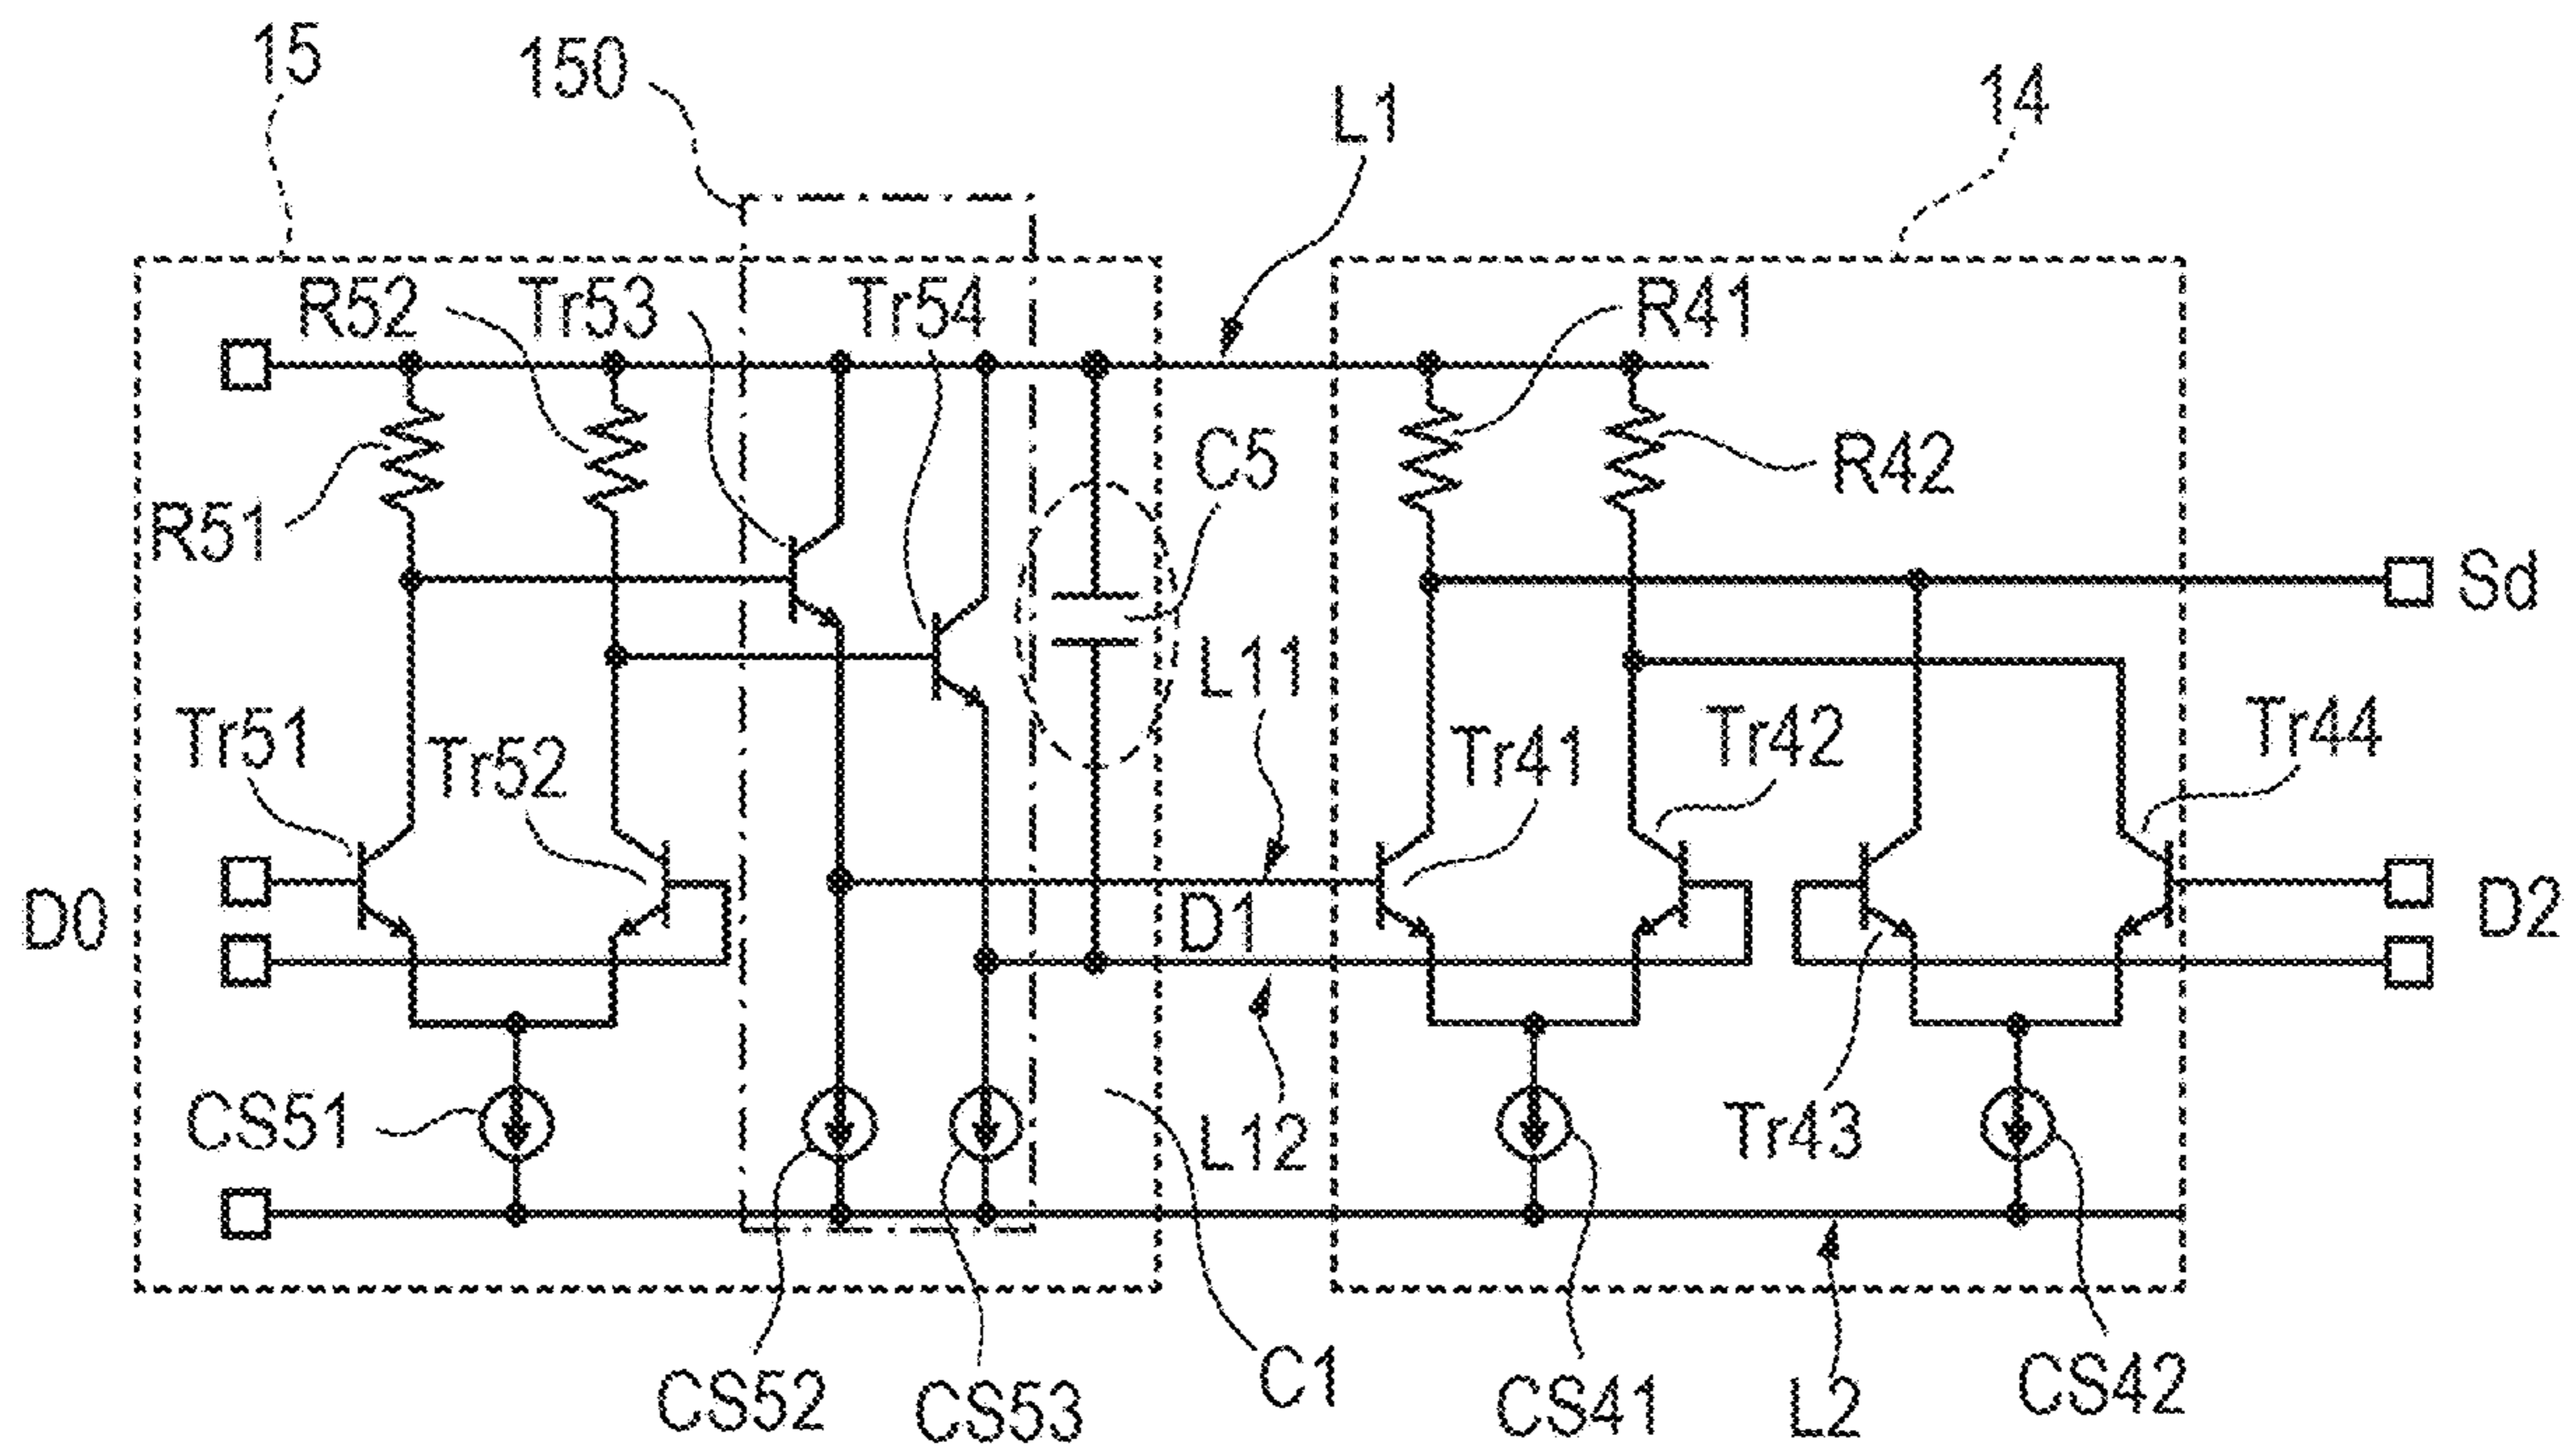 15
150
L1
14
R52
Tr53
Tr54
R41
C5
R42
R51
Sd
L11
Tr51
Tr52
Tr41
Tr42
Tr44
D0
D1
D2
CS51
L12
Tr43
C1
CS52
CS53
CS41
L2
CS42